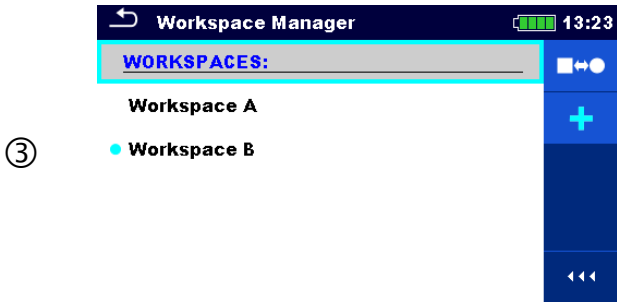 Workspace Manager 13:23
WORKSPACES:
Workspace A
③
Workspace B